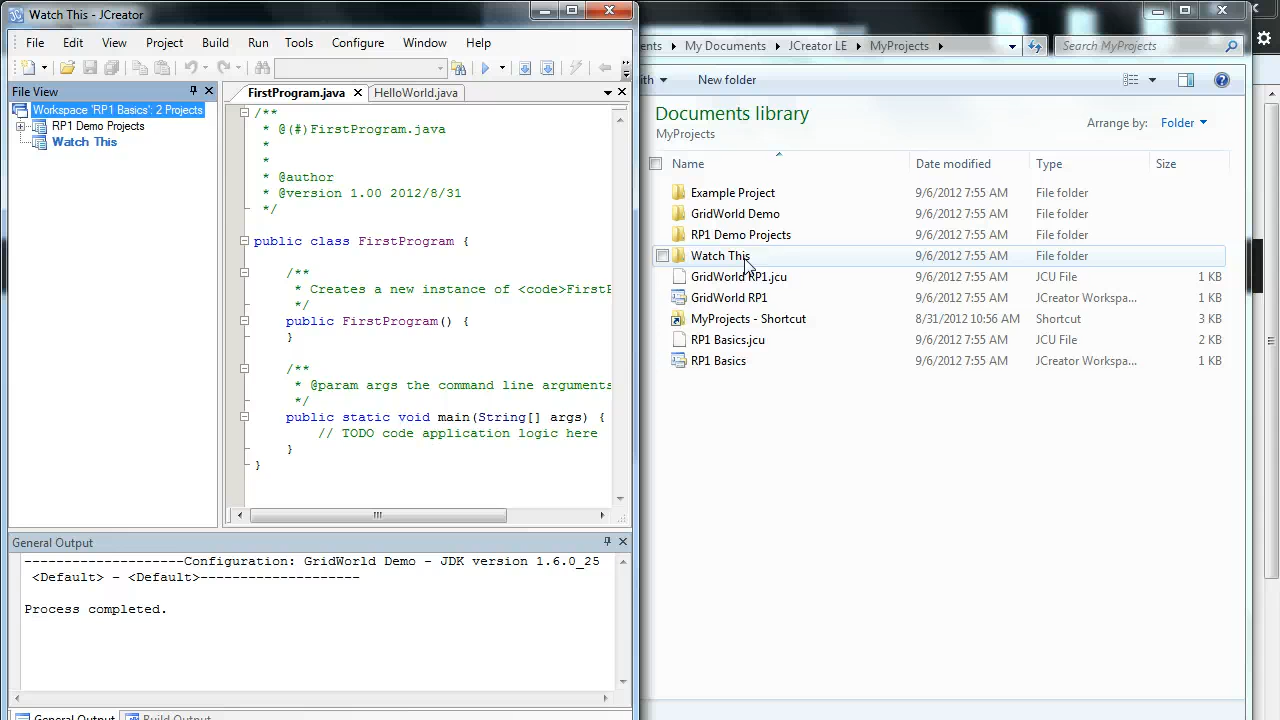 Watch This - JCreator
File Edit View Project Build Run Tools Configure Window Help
File View
Workspace 'RP1 Basics': 2 Projects
RP1 Demo Projects
Watch This
FirstProgram.java
HelloWorld.java
/**
* @(#)FirstProgram.java
*
*
* @author
* @version 1.00 2012/8/31
*/
public class FirstProgram {
/**
* Creates a new instance of <code>FirstP
*/
public FirstProgram() {
}
/**
* @param args the command line arguments
*/
public static void main(String[] args) {
// TODO code application logic here
}
}
General Output
--------------------Configuration: GridWorld Demo - JDK version 1.6.0_25
<Default> - <Default>--------------------
Process completed.
General Output
Build Output
ents My Documents JCreator LE MyProjects
Search MyProjects
ith
New folder
Documents library
MyProjects
Arrange by: Folder
Name Date modified Type Size
Example Project 9/6/2012 7:55 AM File folder
GridWorld Demo 9/6/2012 7:55 AM File folder
RP1 Demo Projects 9/6/2012 7:55 AM File folder
Watch This 9/6/2012 7:55 AM File folder
GridWorld RP1.jcu 9/6/2012 7:55 AM JCU File 1 KB
GridWorld RP1 9/6/2012 7:55 AM JCreator Workspa... 1 KB
MyProjects - Shortcut 8/31/2012 10:56 AM Shortcut 3 KB
RP1 Basics.jcu 9/6/2012 7:55 AM JCU File 2 KB
RP1 Basics 9/6/2012 7:55 AM JCreator Workspa... 1 KB